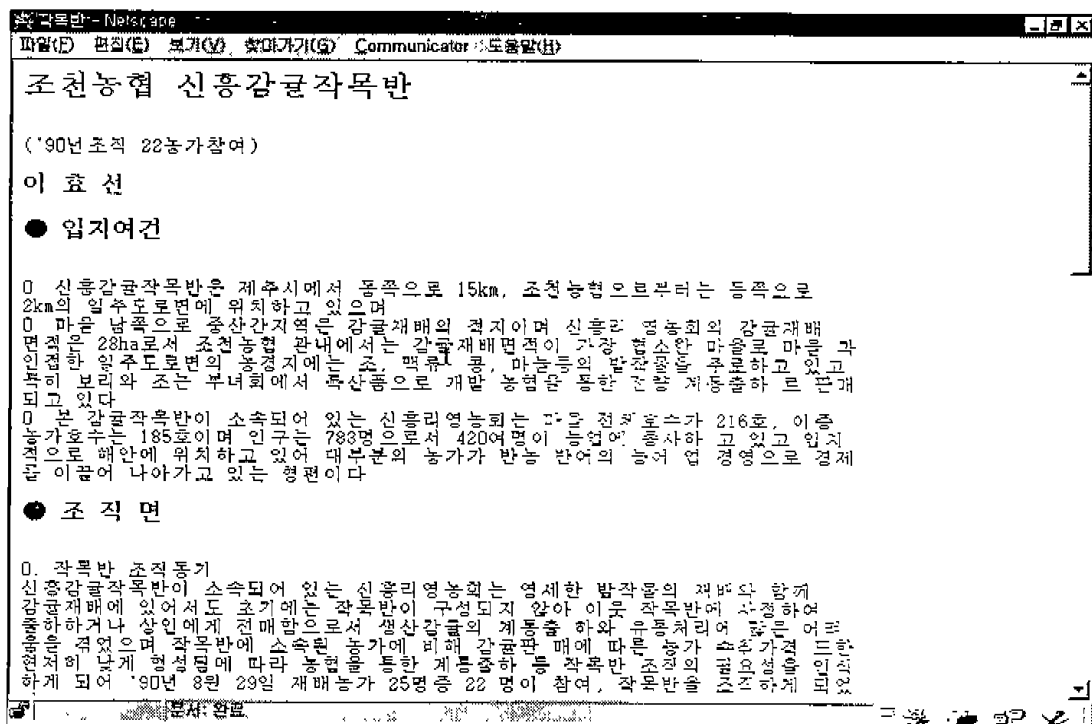 작목반 - Netscape
파일(F) 편집(E) 보기(V) 찾아가기(G) Communicator 도움말(H)
조천농협 신흥감귤작목반
('90년조직 22농가참여)
이 효 선
● 입지여건
0 신흥감귤작목반은 제주시에서 동쪽으로 15km, 조천농협으로부터는 동쪽으로
2km의 일주도로변에 위치하고 있으며
0 마을 남쪽으로 중산간지역은 감귤재배의 적지이며 신흥리 영농회의 감귤재배
면적은 28ha로서 조천농협 관내에서는 감귤재배면적이 가장 협소한 마을로 마을 과
인접한 일주도로변의 농경지에는 조, 맥류, 콩, 마늘등의 밭작물을 주로하고 있고
특히 보리와 조는 부녀회에서 특산품으로 개발 농협을 통한 전량 계통출하 로 판매
되고 있다
0 본 감귤작목반이 소속되어 있는 신흥리영농회는 마을 전체호수가 216호, 이중
농가호수는 185호이며 인구는 783명으로서 420여명이 농업에 종사하 고 있고 입지
적으로 해안에 위치하고 있어 대부분의 농가가 반농 반어의 농어 업 경영으로 경제
를 이끌어 나아가고 있는 형편이다
● 조 직 면
0. 작목반 조직동기
신흥감귤작목반이 소속되어 있는 신흥리영농회는 영세한 밭작물의 재배와 함께
감귤재배에 있어서도 초기에는 작목반이 구성되지 않아 이웃 작목반에 사정하여
출하하거나 상인에게 전매함으로서 생산감귤의 계통출 하와 유통처리에 많은 어려
움을 겪었으며 작목반에 소속된 농가에 비해 감귤판 매에 따른 농가 수취가격 또한
현저히 낮게 형성됨에 따라 농협을 통한 계통출하 등 작목반 조직의 필요성을 인식
하게 되어 '90년 8월 29일 재배농가 25명중 22 명이 참여, 작목반을 조직하게 되었
문서: 완료